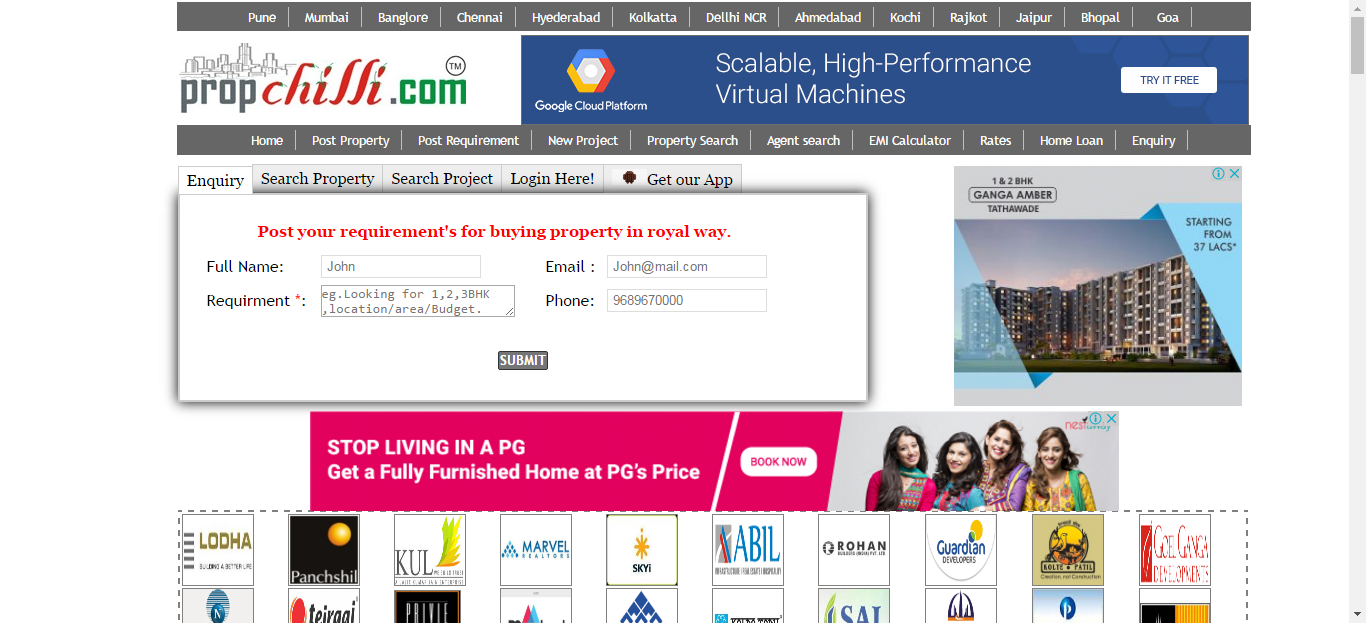 Pune Mumbai Banglore Chennai Hyederabad Kolkatta Dellhi NCR Ahmedabad Kochi Rajkot Jaipur Bhopal Goa
propchilli.com TM
Google Cloud Platform
Scalable, High-Performance
Virtual Machines
TRY IT FREE
Home Post Property Post Requirement New Project Property Search Agent search EMI Calculator Rates Home Loan Enquiry
Enquiry Search Property Search Project Login Here! Get our App
Post your requirement's for buying property in royal way.
Full Name: John Email : John@mail.com
Requirment *: eg.Looking for 1,2,3BHK
,location/area/Budget.
Phone: 9689670000
SUBMIT
1 & 2 BHK
GANGA AMBER
TATHAWADE
STARTING
FROM
37 LACS*
STOP LIVING IN A PG
Get a Fully Furnished Home at PG's Price
BOOK NOW
nestaway
LODHA
BUILDING A BETTER LIFE
Panchshil
KUL
MARVEL
REALTORS
SKYi
ABIL
ROHAN
BUILDERS (INDIA) PVT. LTD
Guardian
DEVELOPERS
KOLTE PATIL
Creation, not Construction
GOEL GANGA
DEVELOPMENTS
N
PRIVIE